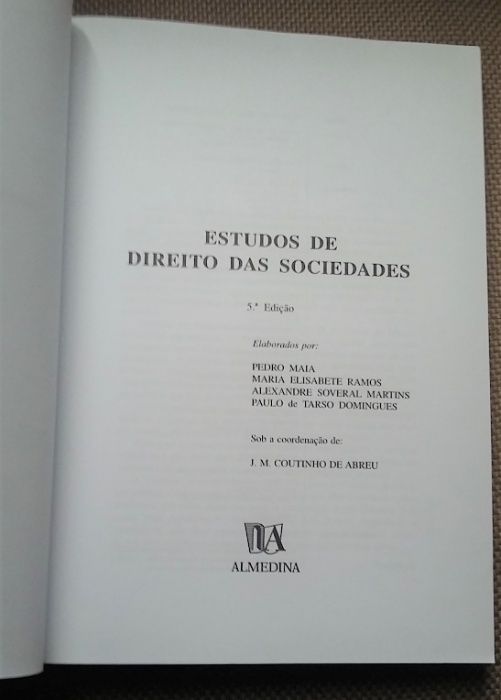 ESTUDOS DE
DIREITO DAS SOCIEDADES
5.ª Edição
Elaborados por:
PEDRO MAIA
MARIA ELISABETE RAMOS
ALEXANDRE SOVERAL MARTINS
PAULO de TARSO DOMINGUES
Sob a coordenação de:
J. M. COUTINHO DE ABREU
ALMEDINA